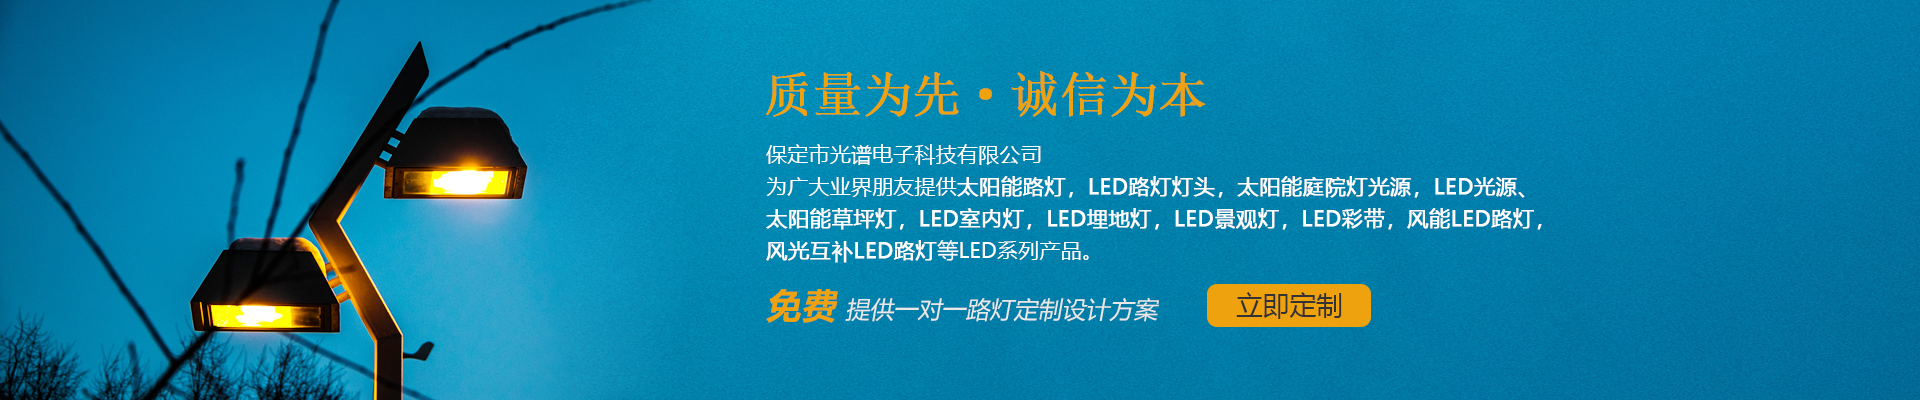 质量为先·诚信为本
保定市光谱电子科技有限公司
为广大业界朋友提供太阳能路灯，LED路灯灯头，太阳能庭院灯光源，LED光源、
太阳能草坪灯，LED室内灯，LED埋地灯，LED景观灯，LED彩带，风能LED路灯，
风光互补LED路灯等LED系列产品。
免费 提供一对一路灯定制设计方案 立即定制